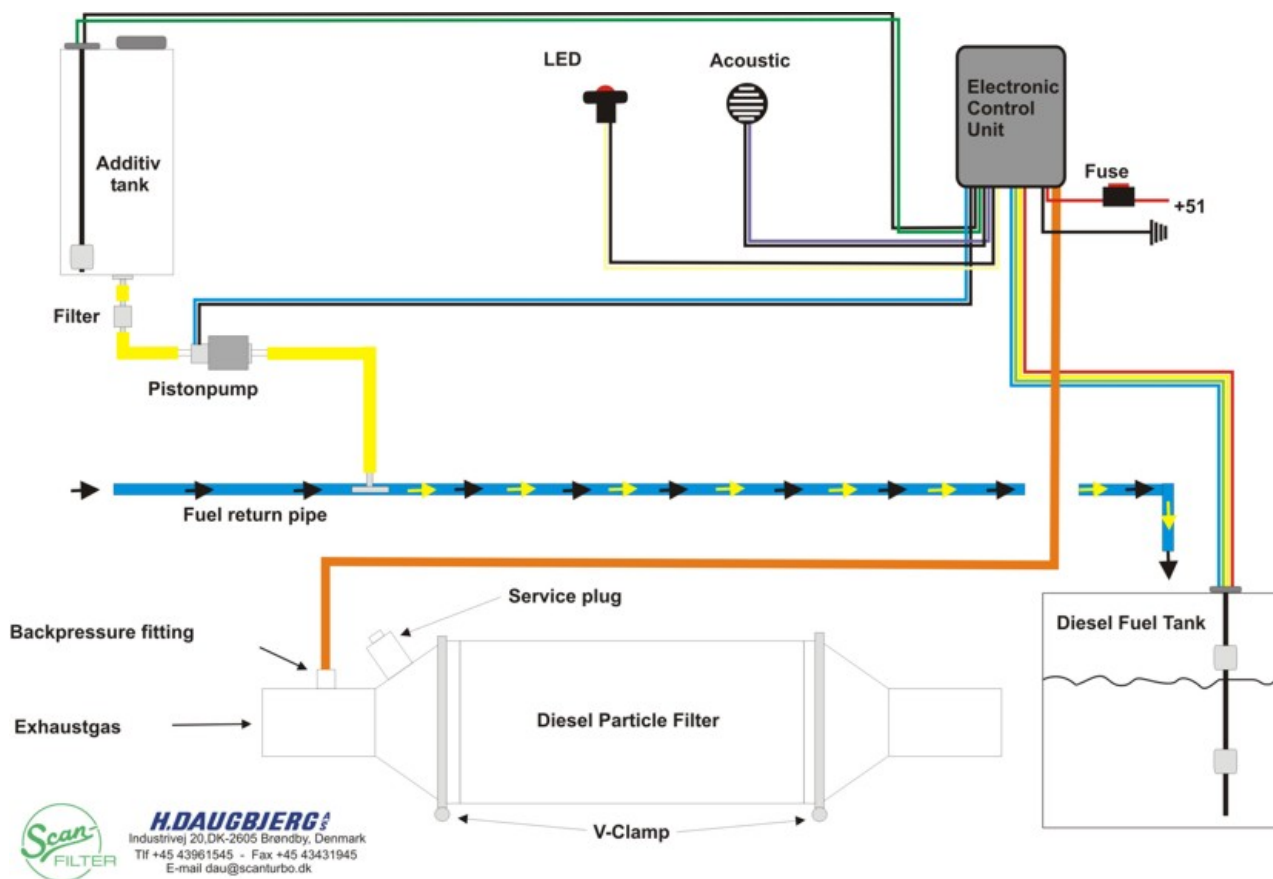 LED
Acoustic
Electronic
Control
Unit
Additiv
tank
Fuse
+51
Filter
Pistonpump
Fuel return pipe
Service plug
Backpressure fitting
Diesel Fuel Tank
Exhaustgas
Diesel Particle Filter
V-Clamp
Scan-
FILTER
H.DAUGBJERG A/S
Industrivej 20,DK-2605 Brøndby, Denmark
Tlf +45 43961545 - Fax +45 43431945
E-mail dau@scanturbo.dk